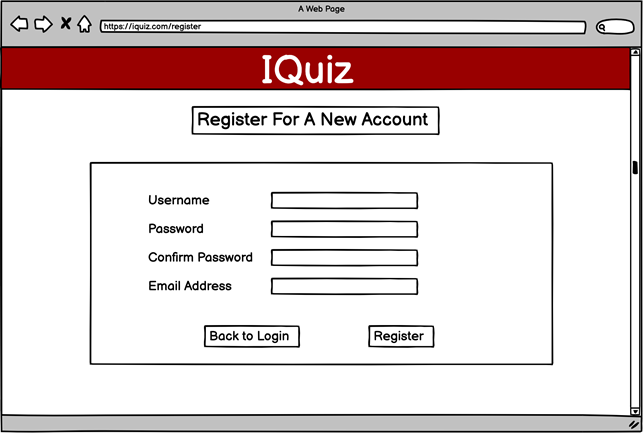 A Web Page
https://iquiz.com/register
IQuiz
Register For A New Account
Username
Password
Confirm Password
Email Address
Back to Login
Register